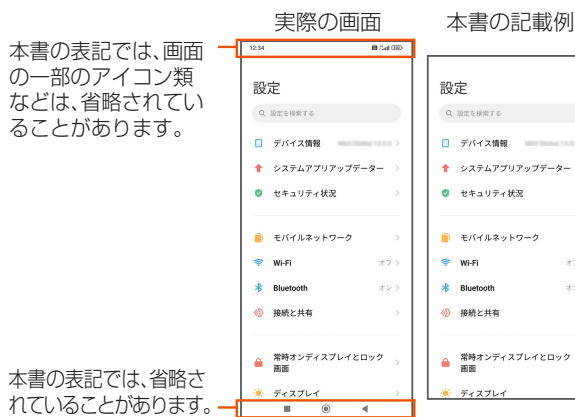 実際の画面
本書の記載例
本書の表記では、画面
の一部のアイコン類
などは、省略されてい
ることがあります。
12:34
設定
設定を検索する
デバイス情報
システムアプリアップデーター
セキュリティ状況
モバイルネットワーク
Wi-Fi オフ
Bluetooth オン
接続と共有
常時オンディスプレイとロック
画面
ディスプレイ
設定
設定を検索する
デバイス情報
システムアプリアップデーター
セキュリティ状況
モバイルネットワーク
Wi-Fi
Bluetooth
接続と共有
常時オンディスプレイとロック
画面
ディスプレイ
本書の表記では、省略さ
れていることがあります。